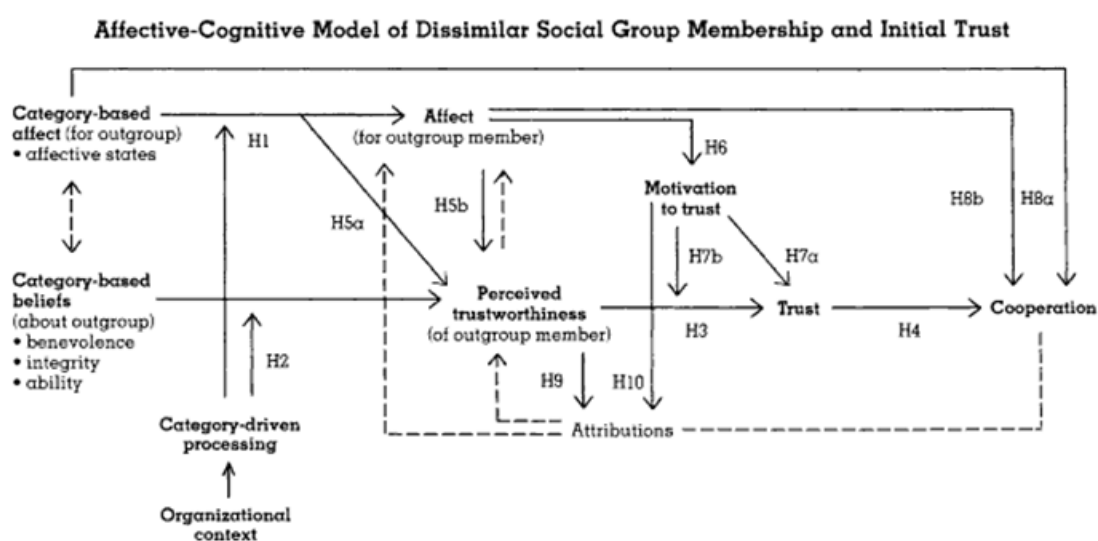 Affective-Cognitive Model of Dissimilar Social Group Membership and Initial Trust
Category-based
affect (for outgroup)
• affective states
H1
Affect
(for outgroup member)
H6
Motivation
to trust
H5a
H5b
H8b
H8a
H7b
H7a
Category-based
beliefs
(about outgroup)
• benevolence
• integrity
• ability
Perceived
trustworthiness
(of outgroup member)
Trust
Cooperation
H3
H4
H2
H9
H10
Category-driven
processing
Attributions
Organizational
context